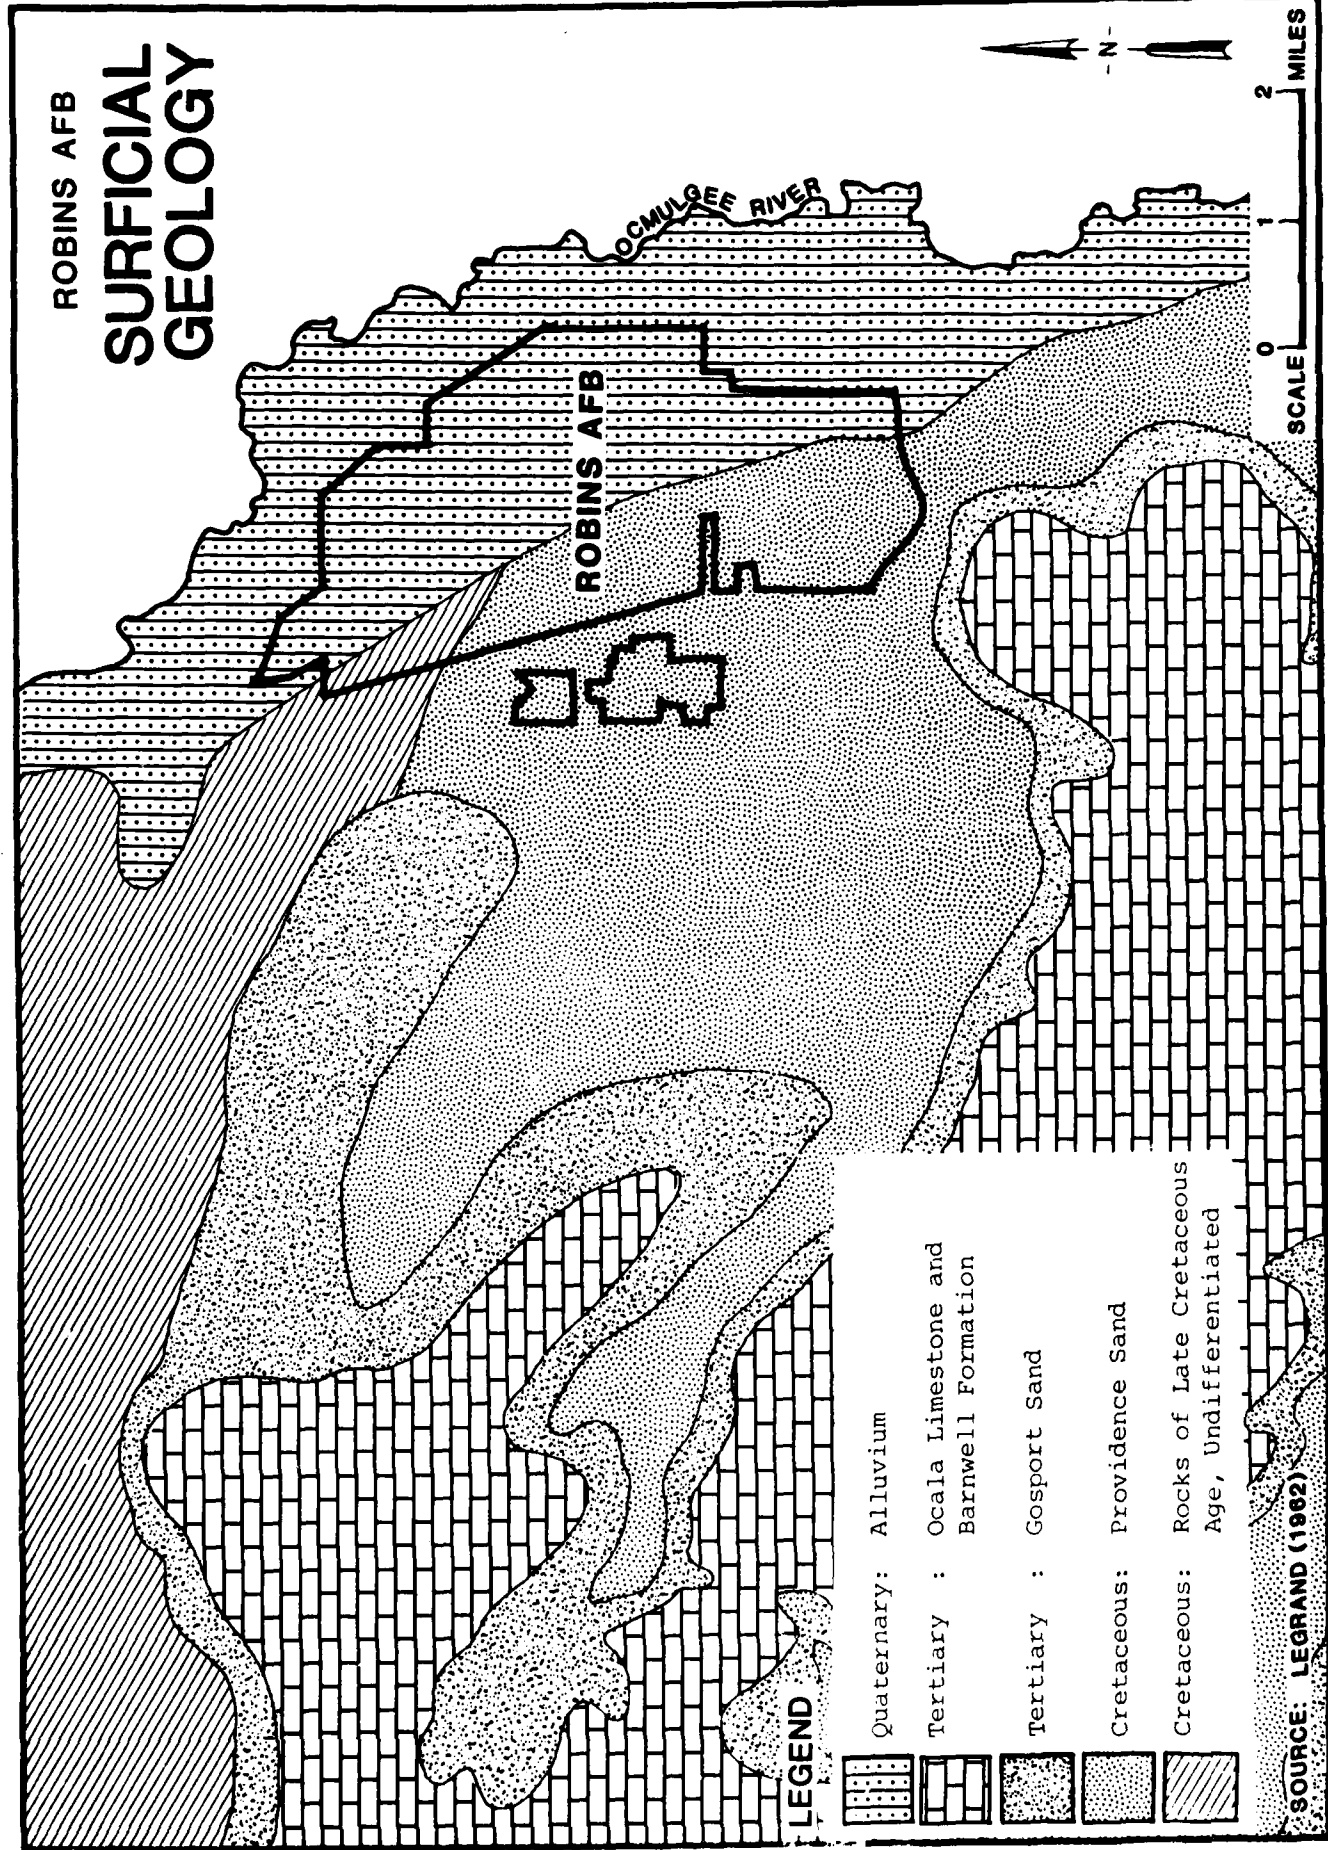 ROBINS AFB
SURFICIAL
GEOLOGY
OCMULGEE RIVER
ROBINS AFB
- N -
LEGEND
Quaternary: Alluvium
Tertiary : Ocala Limestone and
Barnwell Formation
Tertiary : Gosport Sand
Cretaceous: Providence Sand
Cretaceous: Rocks of Late Cretaceous
Age, Undifferentiated
SOURCE: LEGRAND (1962)
SCALE 0 1 2 MILES